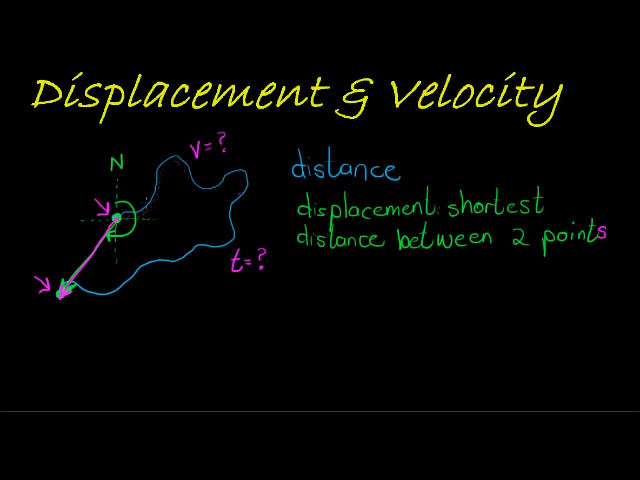 Displacement & Velocity
v = ?
N
distance
displacement: shortest
distance between 2 points
t = ?